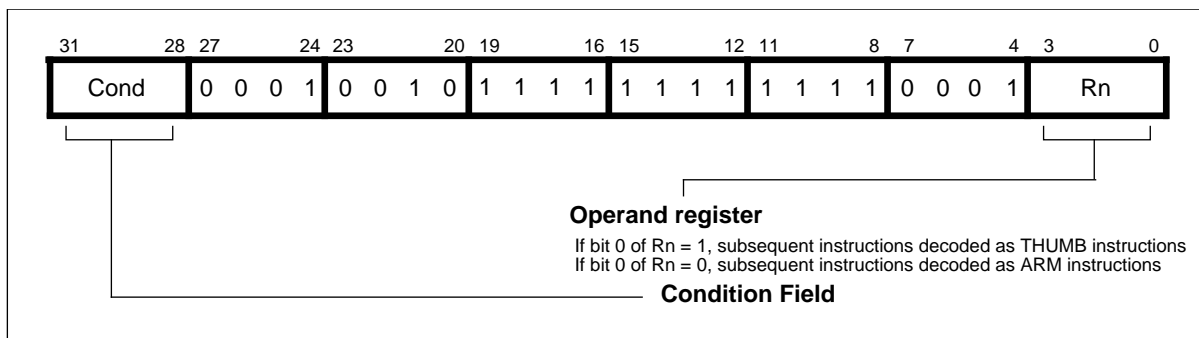 31 28 27 24 23 20 19 16 15 12 11 8 7 4 3 0
Cond 0 0 0 1 0 0 1 0 1 1 1 1 1 1 1 1 1 1 1 1 0 0 0 1 Rn
Operand register
If bit 0 of Rn = 1, subsequent instructions decoded as THUMB instructions
If bit 0 of Rn = 0, subsequent instructions decoded as ARM instructions
Condition Field